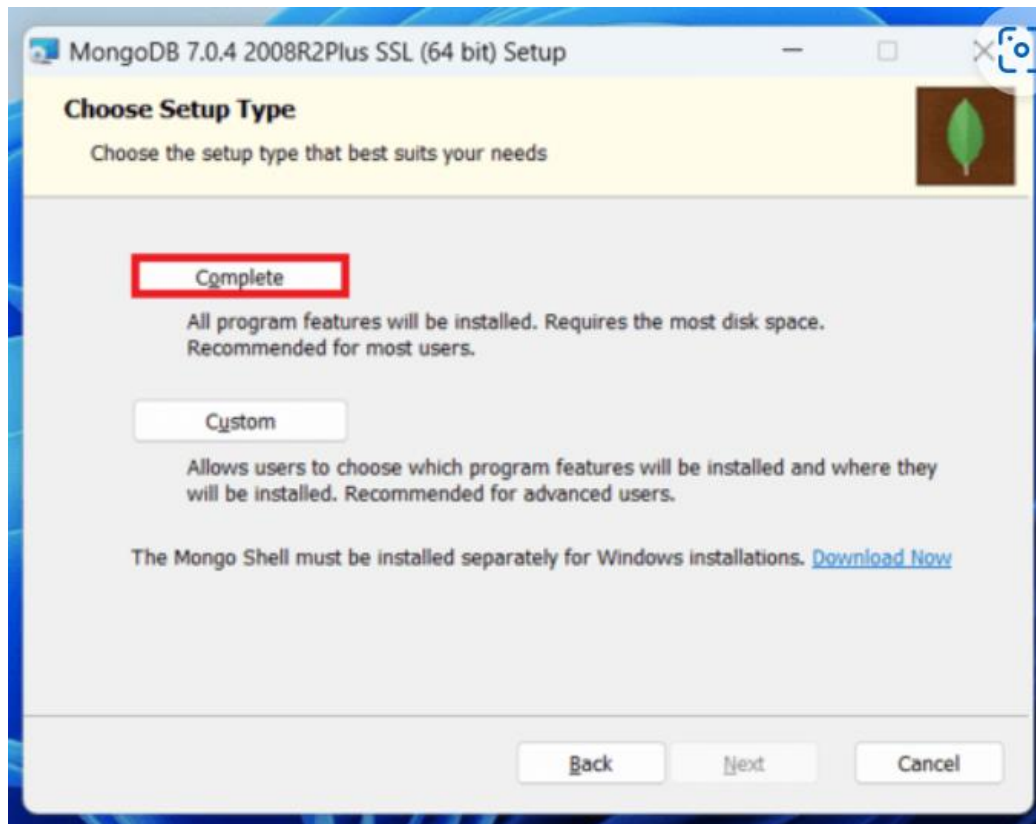 MongoDB 7.0.4 2008R2Plus SSL (64 bit) Setup
Choose Setup Type
Choose the setup type that best suits your needs
Complete
All program features will be installed. Requires the most disk space.
Recommended for most users.
Custom
Allows users to choose which program features will be installed and where they
will be installed. Recommended for advanced users.
The Mongo Shell must be installed separately for Windows installations. Download Now
Back Next Cancel